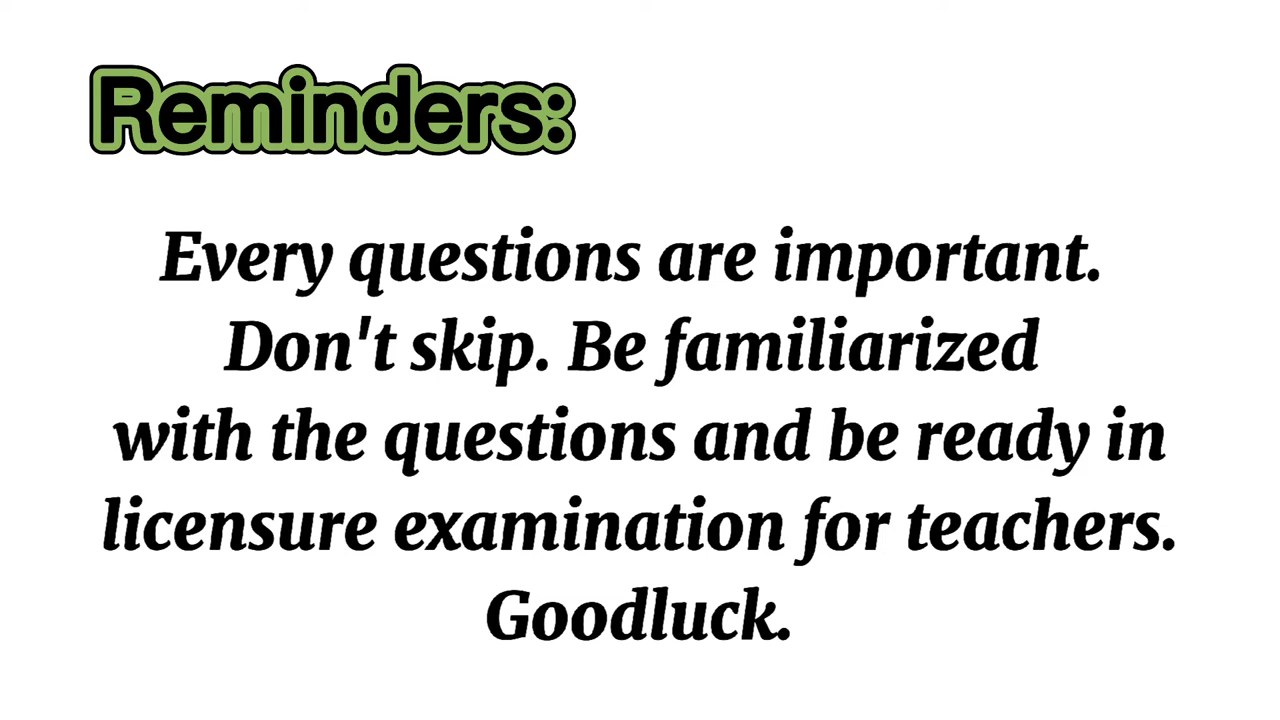 Reminders:
Every questions are important.
Don't skip. Be familiarized
with the questions and be ready in
licensure examination for teachers.
Goodluck.